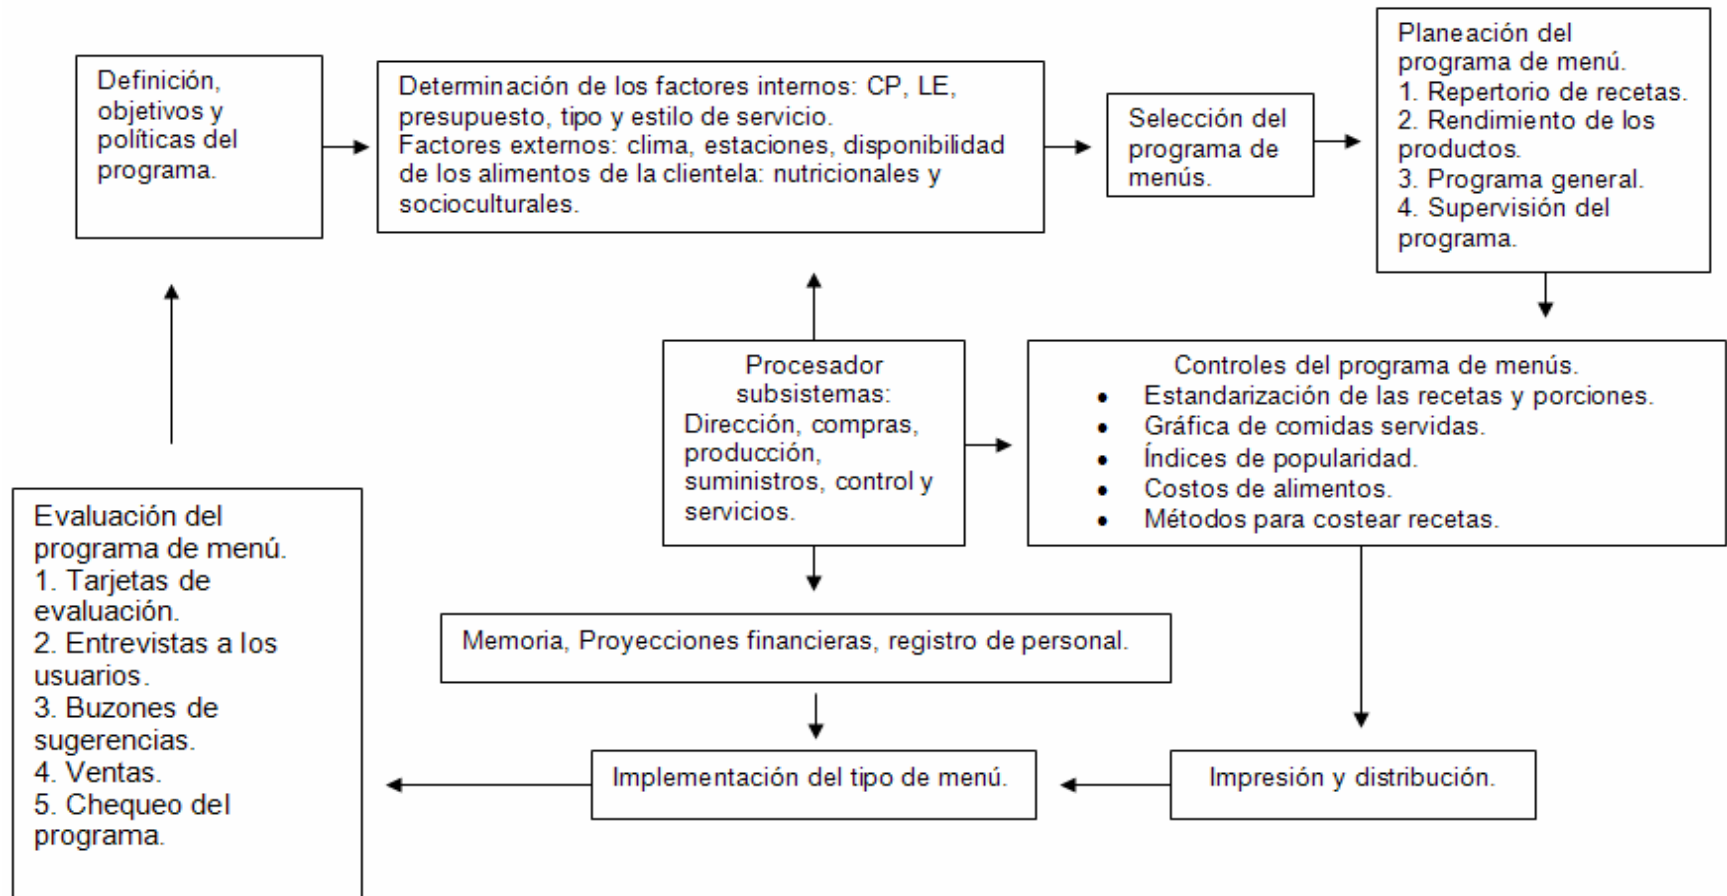 Definición,
objetivos y
políticas del
programa.
Determinación de los factores internos: CP, LE,
presupuesto, tipo y estilo de servicio.
Factores externos: clima, estaciones, disponibilidad
de los alimentos de la clientela: nutricionales y
socioculturales.
Selección del
programa de
menús.
Planeación del
programa de menú.
1. Repertorio de recetas.
2. Rendimiento de los
productos.
3. Programa general.
4. Supervisión del
programa.
Procesador
subsistemas:
Dirección, compras,
producción,
suministros, control y
servicios.
Controles del programa de menús.
• Estandarización de las recetas y porciones.
• Gráfica de comidas servidas.
• Índices de popularidad.
• Costos de alimentos.
• Métodos para costear recetas.
Memoria, Proyecciones financieras, registro de personal.
Impresión y distribución.
Implementación del tipo de menú.
Evaluación del
programa de menú.
1. Tarjetas de
evaluación.
2. Entrevistas a los
usuarios.
3. Buzones de
sugerencias.
4. Ventas.
5. Chequeo del
programa.